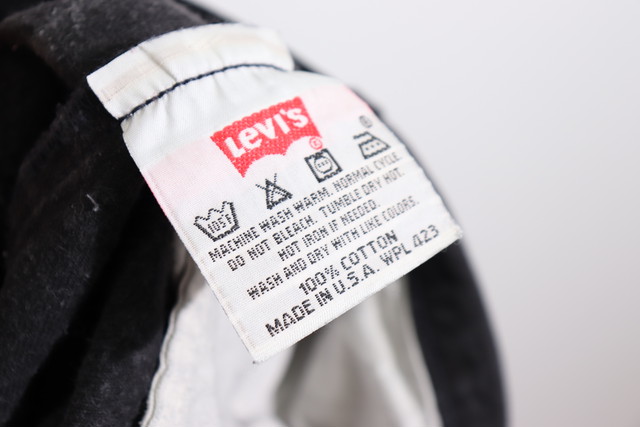 LEVI'S
105F
MACHINE WASH WARM. NORMAL CYCLE.
DO NOT BLEACH. TUMBLE DRY HOT.
HOT IRON IF NEEDED.
WASH AND DRY WITH LIKE COLORS.
100% COTTON
MADE IN U.S.A. WPL 423